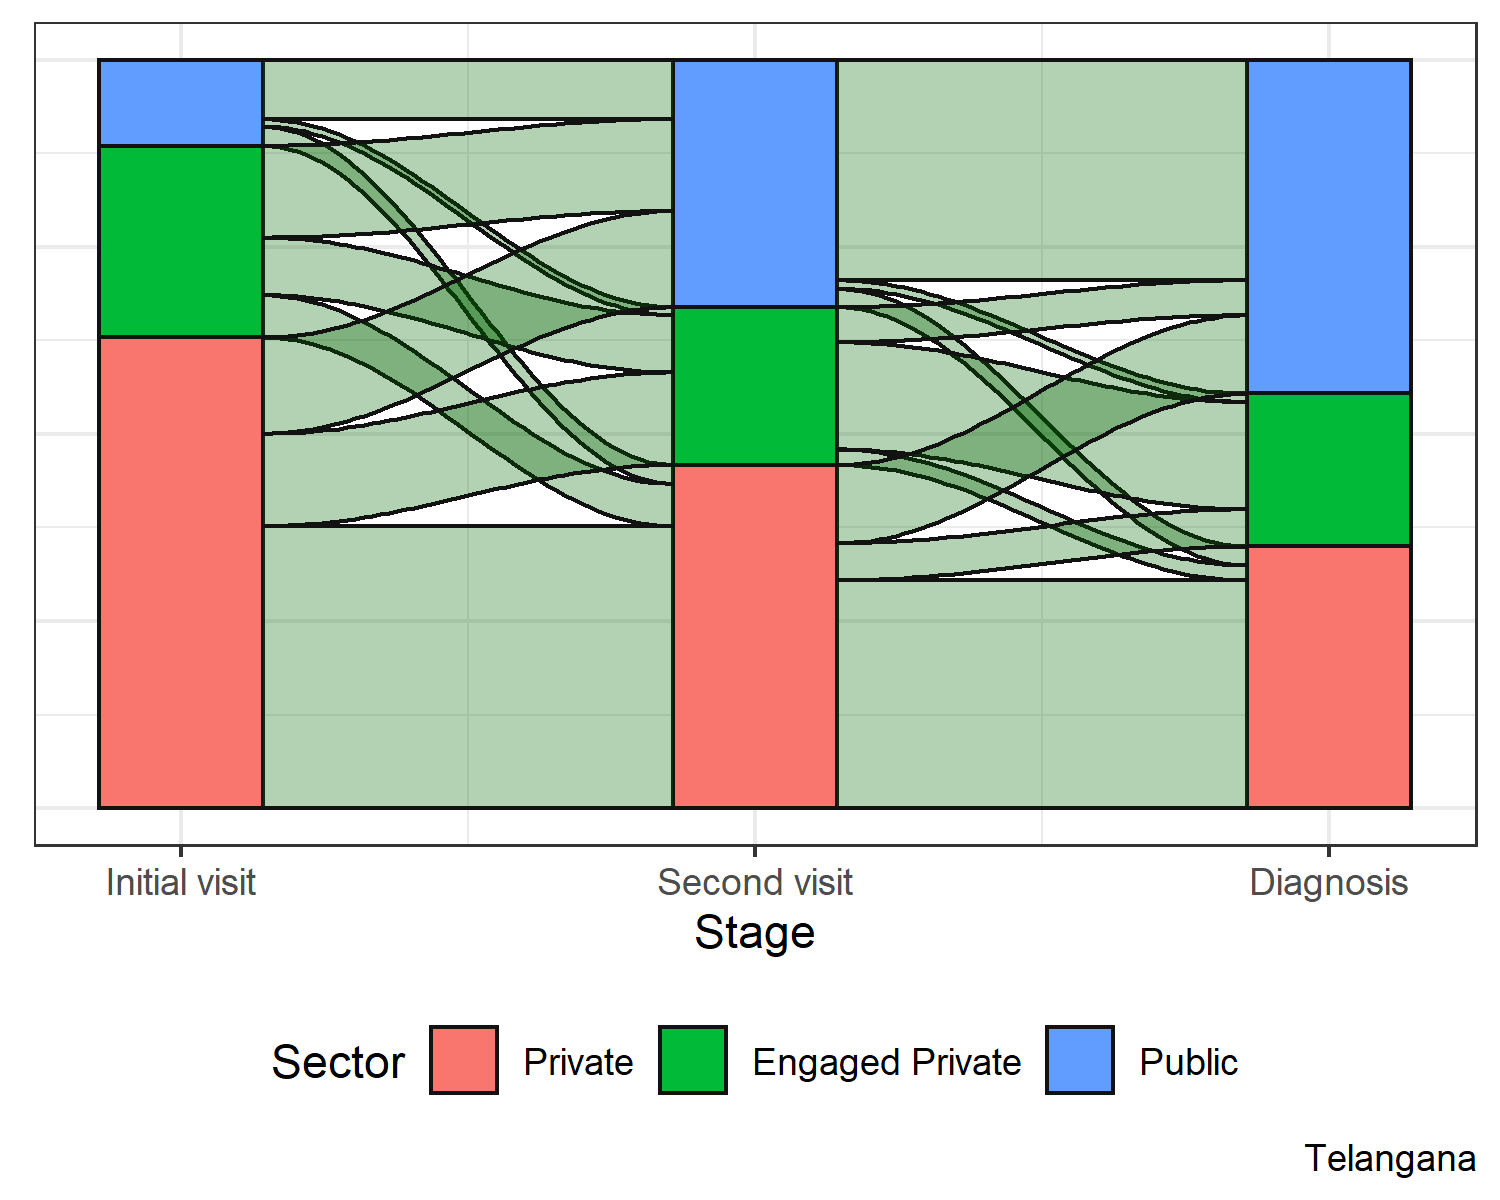 Initial visit Second visit Diagnosis
Stage
Sector Private Engaged Private Public
Telangana